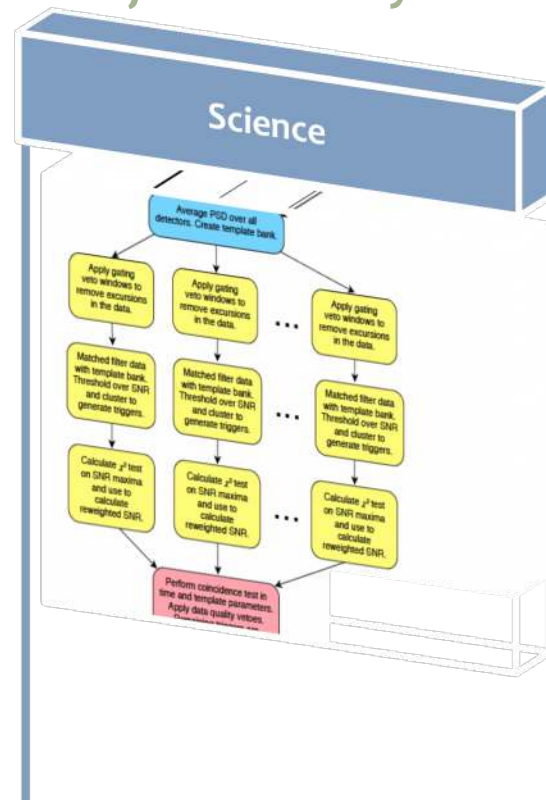 Science
Average PSD over all
detectors. Create template bank.
Apply gating
veto windows to
remove excursions
in the data.
Apply gating
veto windows to
remove excursions
in the data.
...
Apply gating
veto windows to
remove excursions
in the data.
Matched filter data
with template bank.
Threshold over SNR
and cluster to
generate triggers.
Matched filter data
with template bank.
Threshold over SNR
and cluster to
generate triggers.
...
Matched filter data
with template bank.
Threshold over SNR
and cluster to
generate triggers.
Calculate χ² test
on SNR maxima
and use to
calculate
reweighted SNR.
Calculate χ² test
on SNR maxima
and use to
calculate
reweighted SNR.
...
Calculate χ² test
on SNR maxima
and use to
calculate
reweighted SNR.
Perform coincidence test in
time and template parameters.
Apply data quality vetoes.